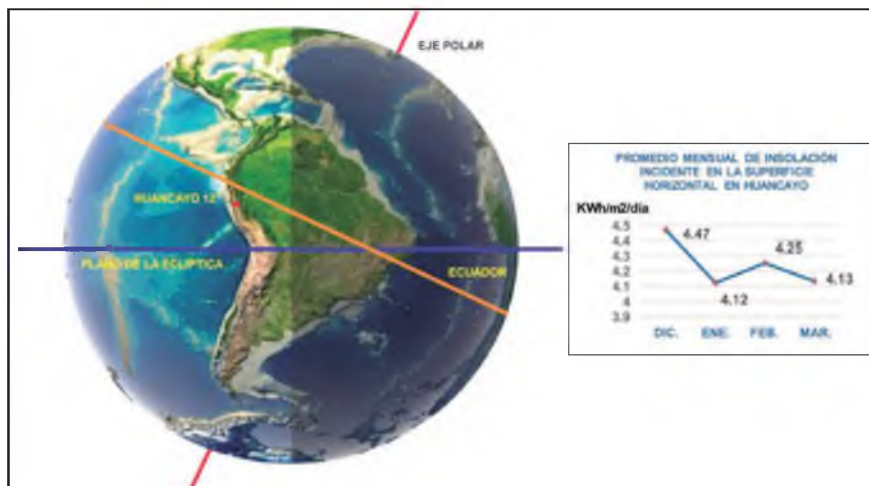 EJE POLAR
HUANCAYO 12°
PLANO DE LA ECLIPTICA
ECUADOR
PROMEDIO MENSUAL DE INSOLACIÓN
INCIDENTE EN LA SUPERFICIE
HORIZONTAL EN HUANCAYO
KWh/m2/día
4.5
4.4
4.3
4.2
4.1
4
3.9
4.47
4.12
4.25
4.13
DIC. ENE. FEB. MAR.